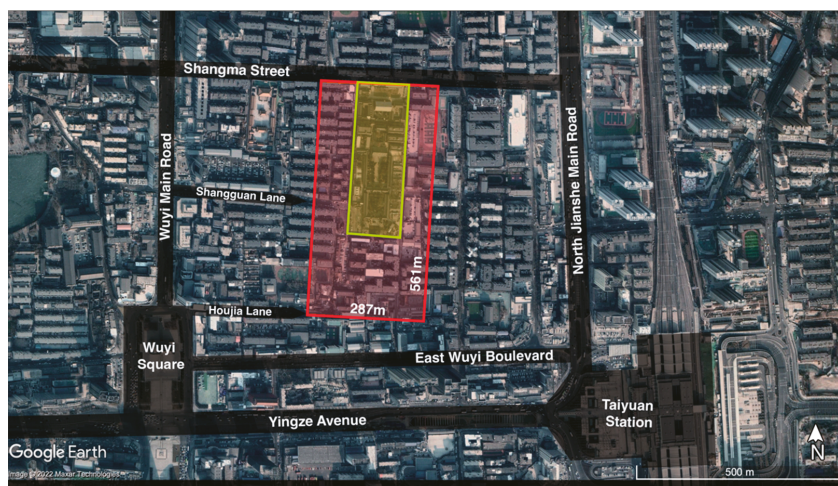 Shangma Street
Wuyi Main Road
North Jianshe Main Road
Shangguan Lane
561m
287m
Houjia Lane
Wuyi
Square
East Wuyi Boulevard
Yingze Avenue
Taiyuan
Station
Google Earth
Image © 2022 Maxar Technologies
N
500 m